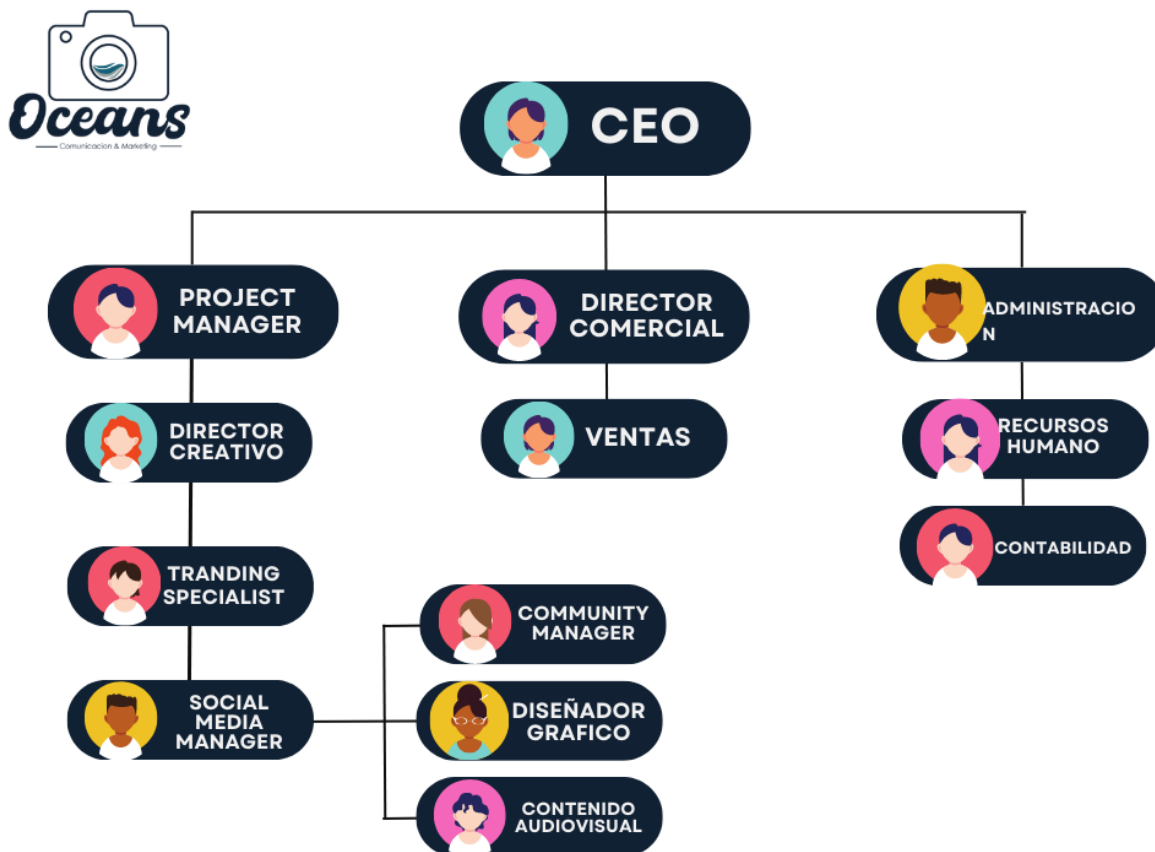 Oceans
Comunicacion & Marketing
CEO
PROJECT
MANAGER
DIRECTOR
COMERCIAL
ADMINISTRACIO
N
DIRECTOR
CREATIVO
VENTAS
RECURSOS
HUMANO
CONTABILIDAD
TRANDING
SPECIALIST
SOCIAL
MEDIA
MANAGER
COMMUNITY
MANAGER
DISEÑADOR
GRAFICO
CONTENIDO
AUDIOVISUAL